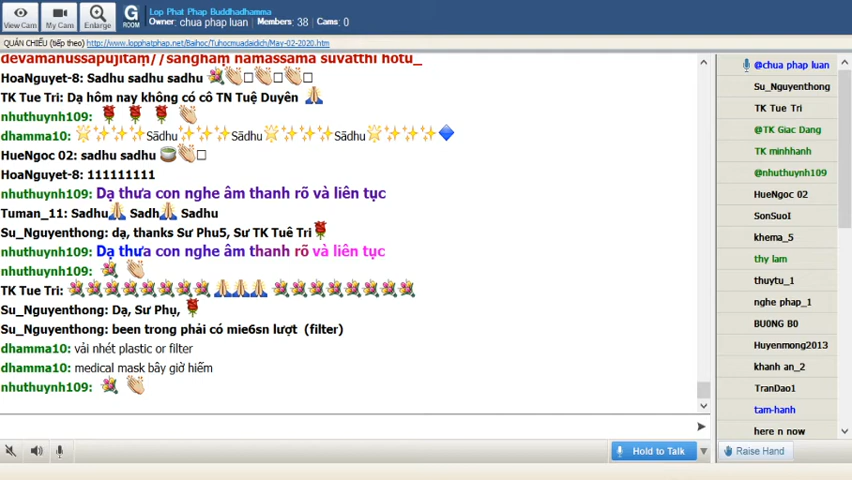 View Cam
My Cam
Enlarge
G
ROOM
Lop Phat Phap Buddhadhamma
Owner: chua phap luan Members: 38 Cams: 0
QUÁN CHIẾU (tiếp theo) http://www.lopphatphap.net/Baihoc/Tuhocmuadaidich/May-02-2020.htm
devamanussapūjitaṃ//saṅghaṃ namassāma suvatthi hotu_
HoaNguyet-8: Sadhu sadhu sadhu
TK Tue Tri: Dạ hôm nay không có cô TN Tuệ Duyên
nhuthuynh109:
dhamma10: Sādhu Sādhu Sādhu
HueNgoc 02: sadhu sadhu
HoaNguyet-8: 111111111
nhuthuynh109: Dạ thưa con nghe âm thanh rõ và liên tục
Tuman_11: Sadhu Sadh Sadhu
Su_Nguyenthong: dạ, thanks Sư Phu5, Sư TK Tuê Tri
nhuthuynh109: Dạ thưa con nghe âm thanh rõ và liên tục
nhuthuynh109:
TK Tue Tri:
Su_Nguyenthong: Dạ, Sư Phụ,
Su_Nguyenthong: been trong phải có mie6sn lượt (filter)
dhamma10: vải nhét plastic or filter
dhamma10: medical mask bây giờ hiếm
nhuthuynh109:
@chua phap luan
Su_Nguyenthong
TK Tue Tri
@TK Giac Dang
TK minhhanh
@nhuthuynh109
HueNgoc 02
SonSuoI
khema_5
thy lam
thuytu_1
nghe phap_1
BU0NG B0
Huyenmong2013
khanh an_2
TranDao1
tam-hanh
here n now
Hold to Talk
Raise Hand